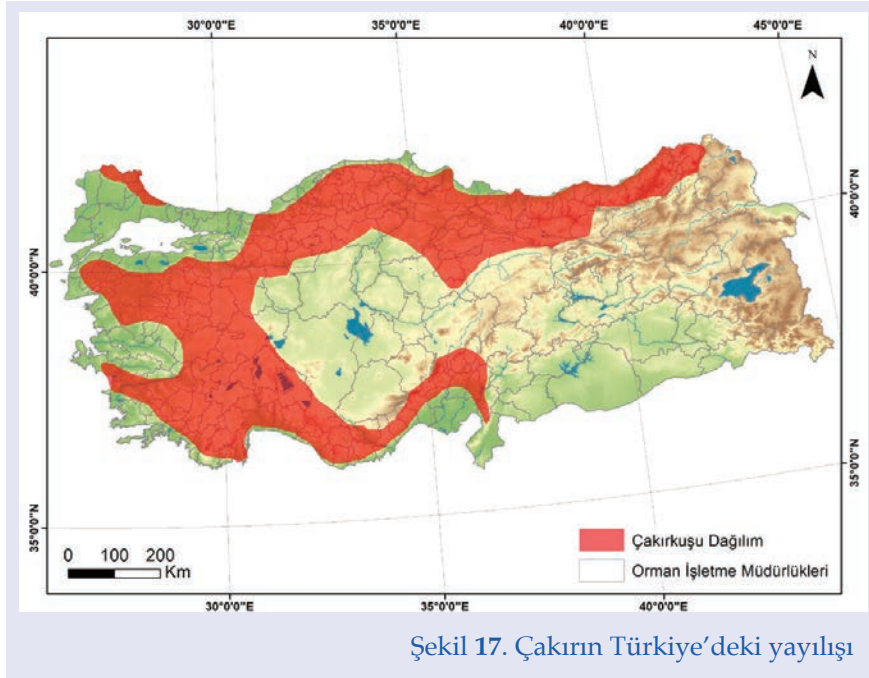 30°0'0"E 35°0'0"E 40°0'0"E 45°0'0"E
N
40°0'0"N
40°0'0"N
35°0'0"N
35°0'0"N
0 100 200
Km
Çakırkuşu Dağılım
Orman İşletme Müdürlükleri
30°0'0"E 35°0'0"E 40°0'0"E
Şekil 17. Çakırın Türkiye’deki yayılışı